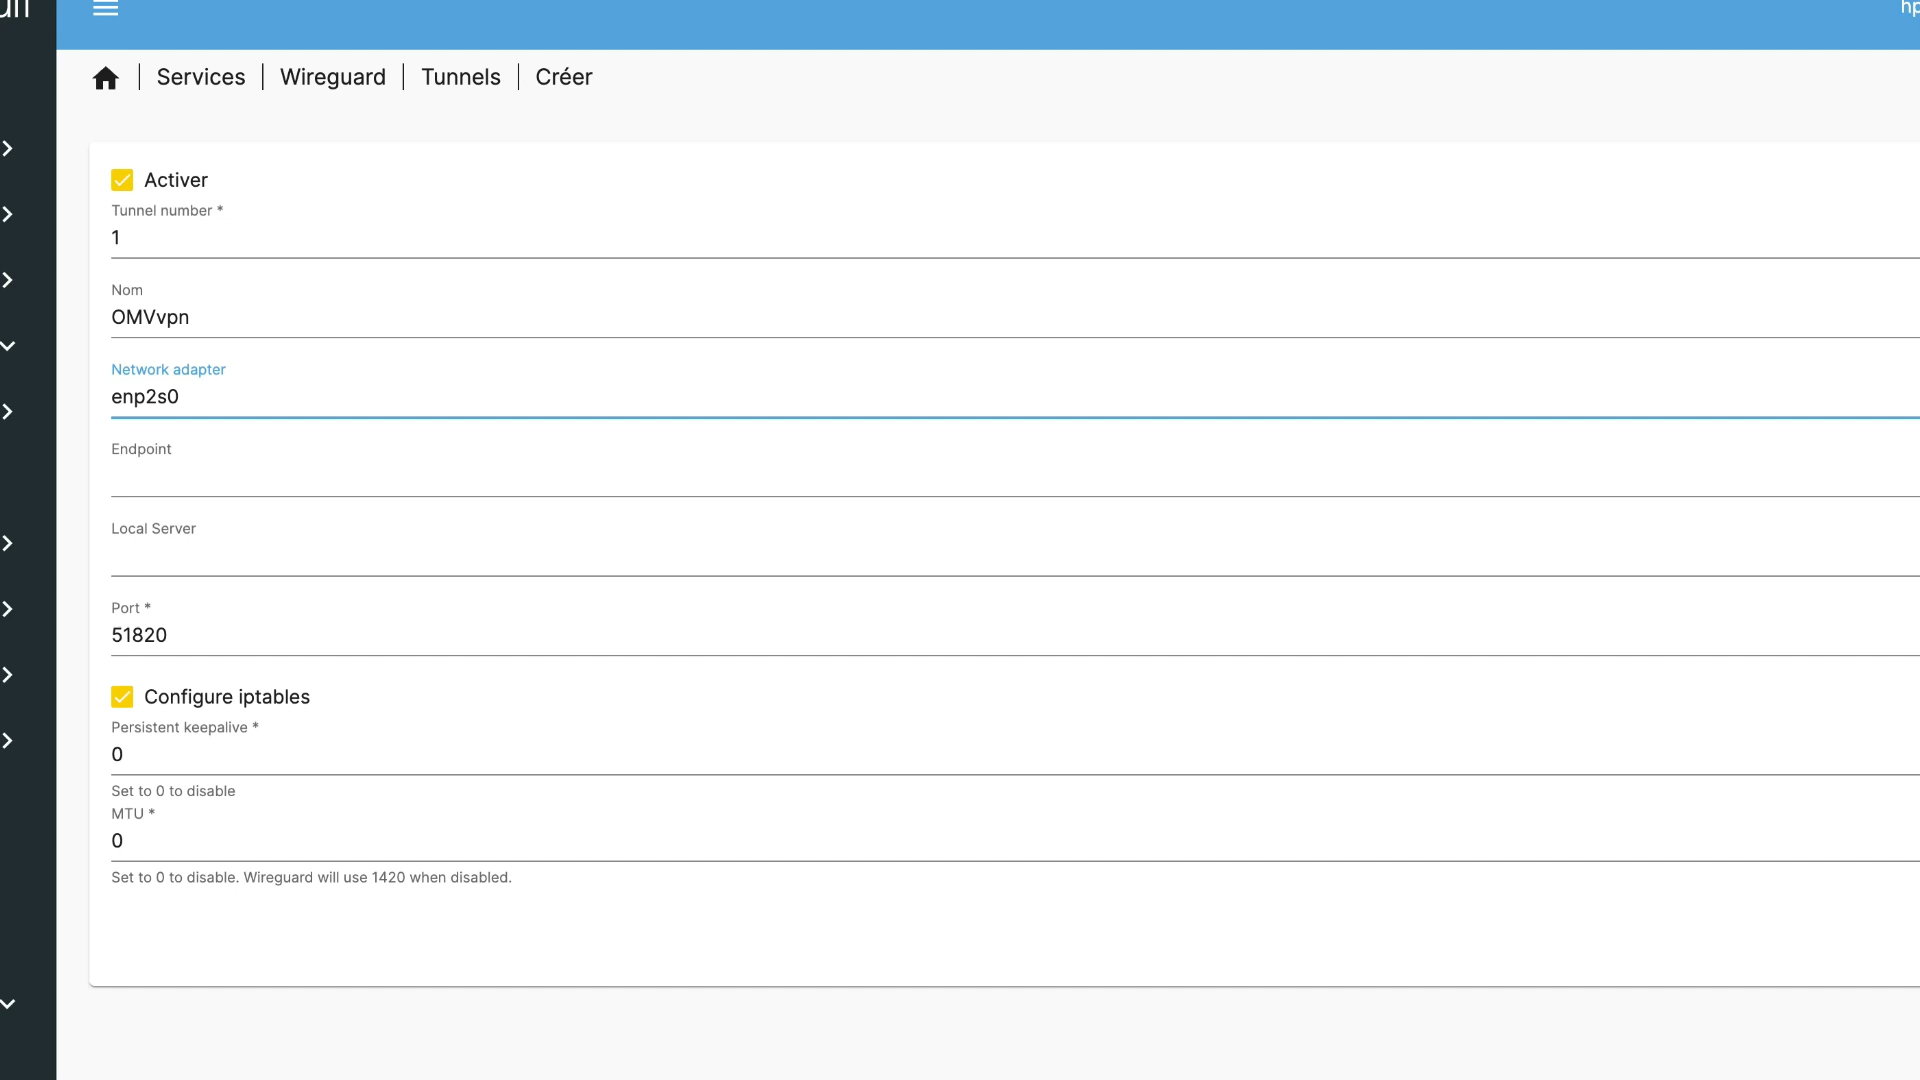 hp
Services | Wireguard | Tunnels | Créer
Activer
Tunnel number *
1
Nom
OMVvpn
Network adapter
enp2s0
Endpoint
Local Server
Port *
51820
Configure iptables
Persistent keepalive *
0
Set to 0 to disable
MTU *
0
Set to 0 to disable. Wireguard will use 1420 when disabled.